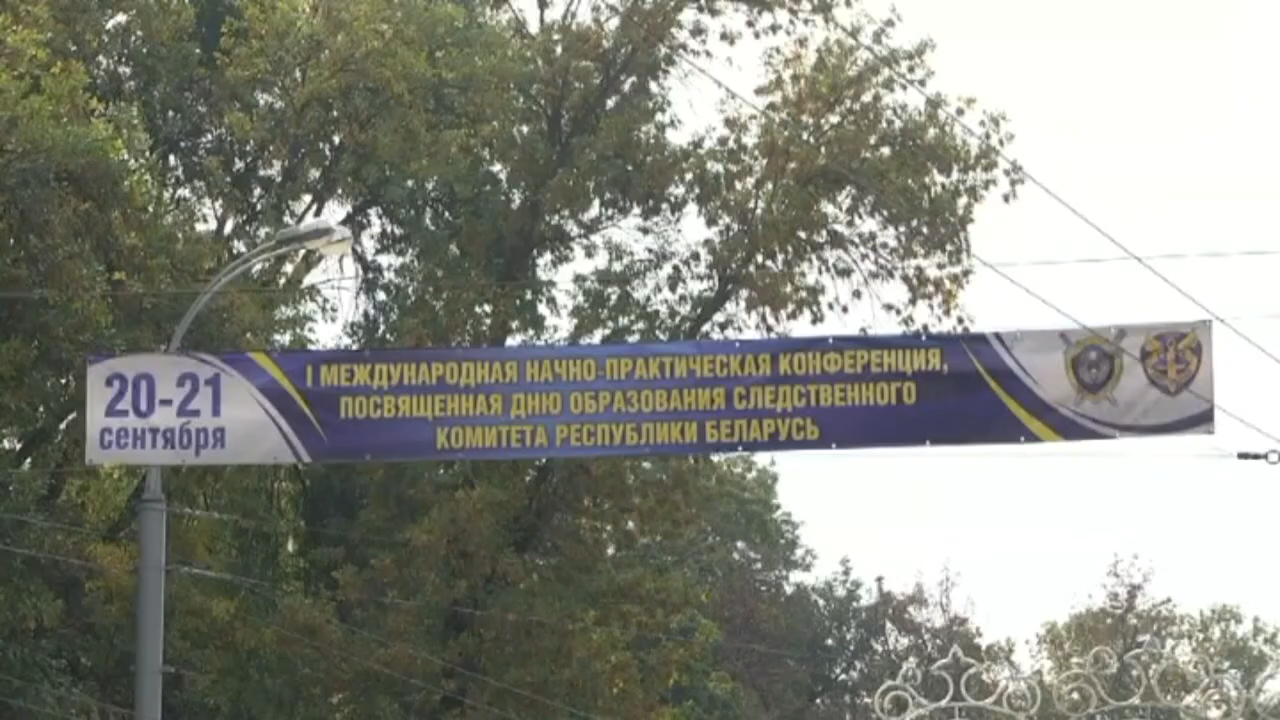 20-21
сентября
I МЕЖДУНАРОДНАЯ НАЧНО-ПРАКТИЧЕСКАЯ КОНФЕРЕНЦИЯ,
ПОСВЯЩЕННАЯ ДНЮ ОБРАЗОВАНИЯ СЛЕДСТВЕННОГО
КОМИТЕТА РЕСПУБЛИКИ БЕЛАРУСЬ